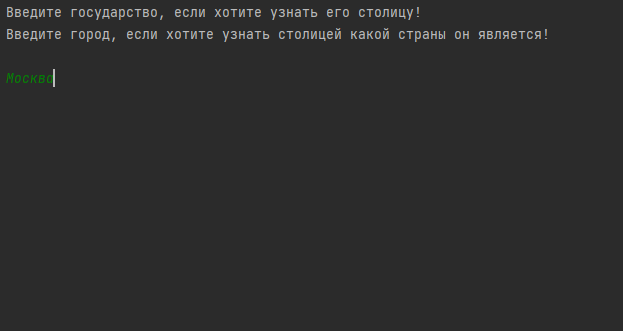 Введите государство, если хотите узнать его столицу!
Введите город, если хотите узнать столицей какой страны он является!
Москва